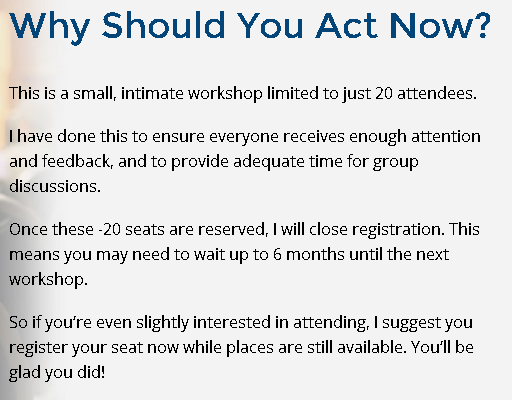 Why Should You Act Now?
This is a small, intimate workshop limited to just 20 attendees.
I have done this to ensure everyone receives enough attention
and feedback, and to provide adequate time for group
discussions.
Once these -20 seats are reserved, I will close registration. This
means you may need to wait up to 6 months until the next
workshop.
So if you’re even slightly interested in attending, I suggest you
register your seat now while places are still available. You’ll be
glad you did!